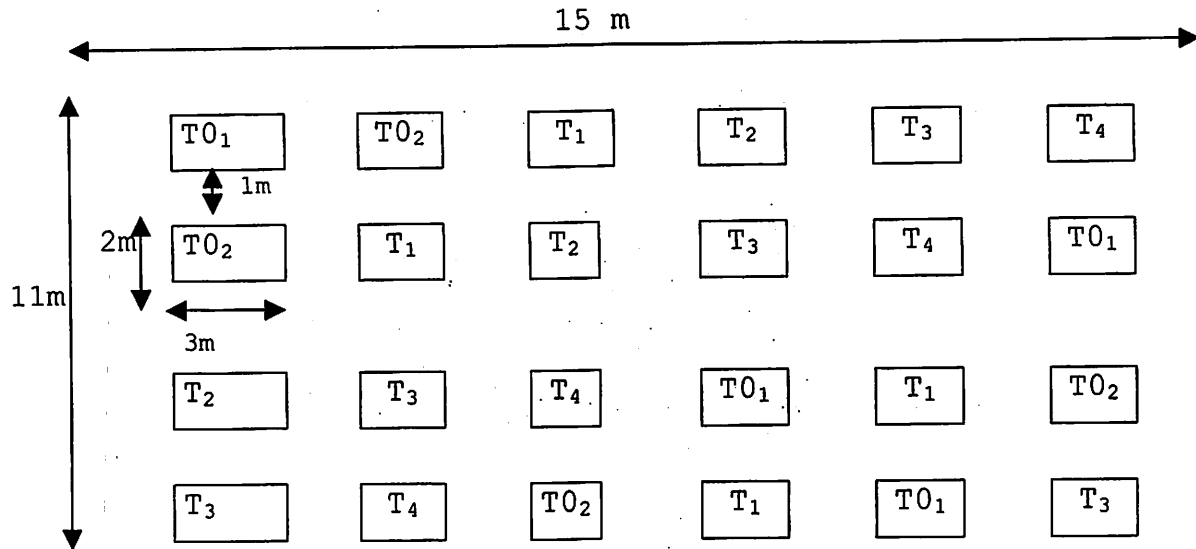 15 m
TO₁ TO₂ T₁ T₂ T₃ T₄
1m
2m TO₂ T₁ T₂ T₃ T₄ TO₁
11m
3m
T₂ T₃ T₄ TO₁ T₁ TO₂
T₃ T₄ TO₂ T₁ TO₁ T₃